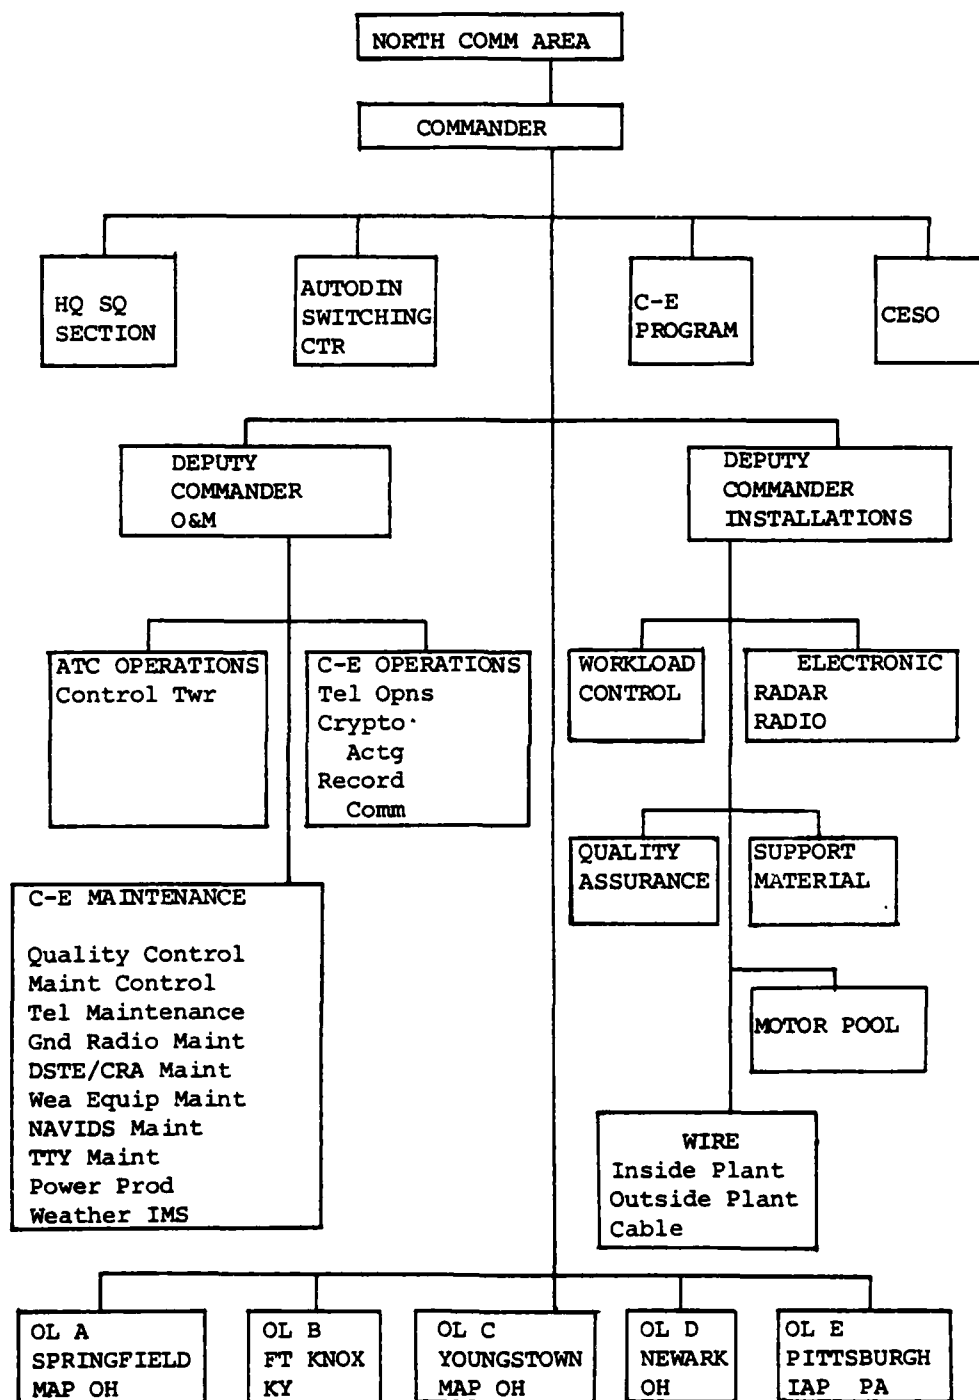 NORTH COMM AREA
COMMANDER
HQ SQ
SECTION
AUTODIN
SWITCHING
CTR
C-E
PROGRAM
CESO
DEPUTY
COMMANDER
O&M
DEPUTY
COMMANDER
INSTALLATIONS
ATC OPERATIONS
Control Twr
C-E OPERATIONS
Tel Opns
Crypto
Actg
Record
Comm
WORKLOAD
CONTROL
ELECTRONIC
RADAR
RADIO
QUALITY
ASSURANCE
SUPPORT
MATERIAL
C-E MAINTENANCE
Quality Control
Maint Control
Tel Maintenance
Gnd Radio Maint
DSTE/CRA Maint
Wea Equip Maint
NAVIDS Maint
TTY Maint
Power Prod
Weather IMS
MOTOR POOL
WIRE
Inside Plant
Outside Plant
Cable
OL A
SPRINGFIELD
MAP OH
OL B
FT KNOX
KY
OL C
YOUNGSTOWN
MAP OH
OL D
NEWARK
OH
OL E
PITTSBURGH
IAP PA